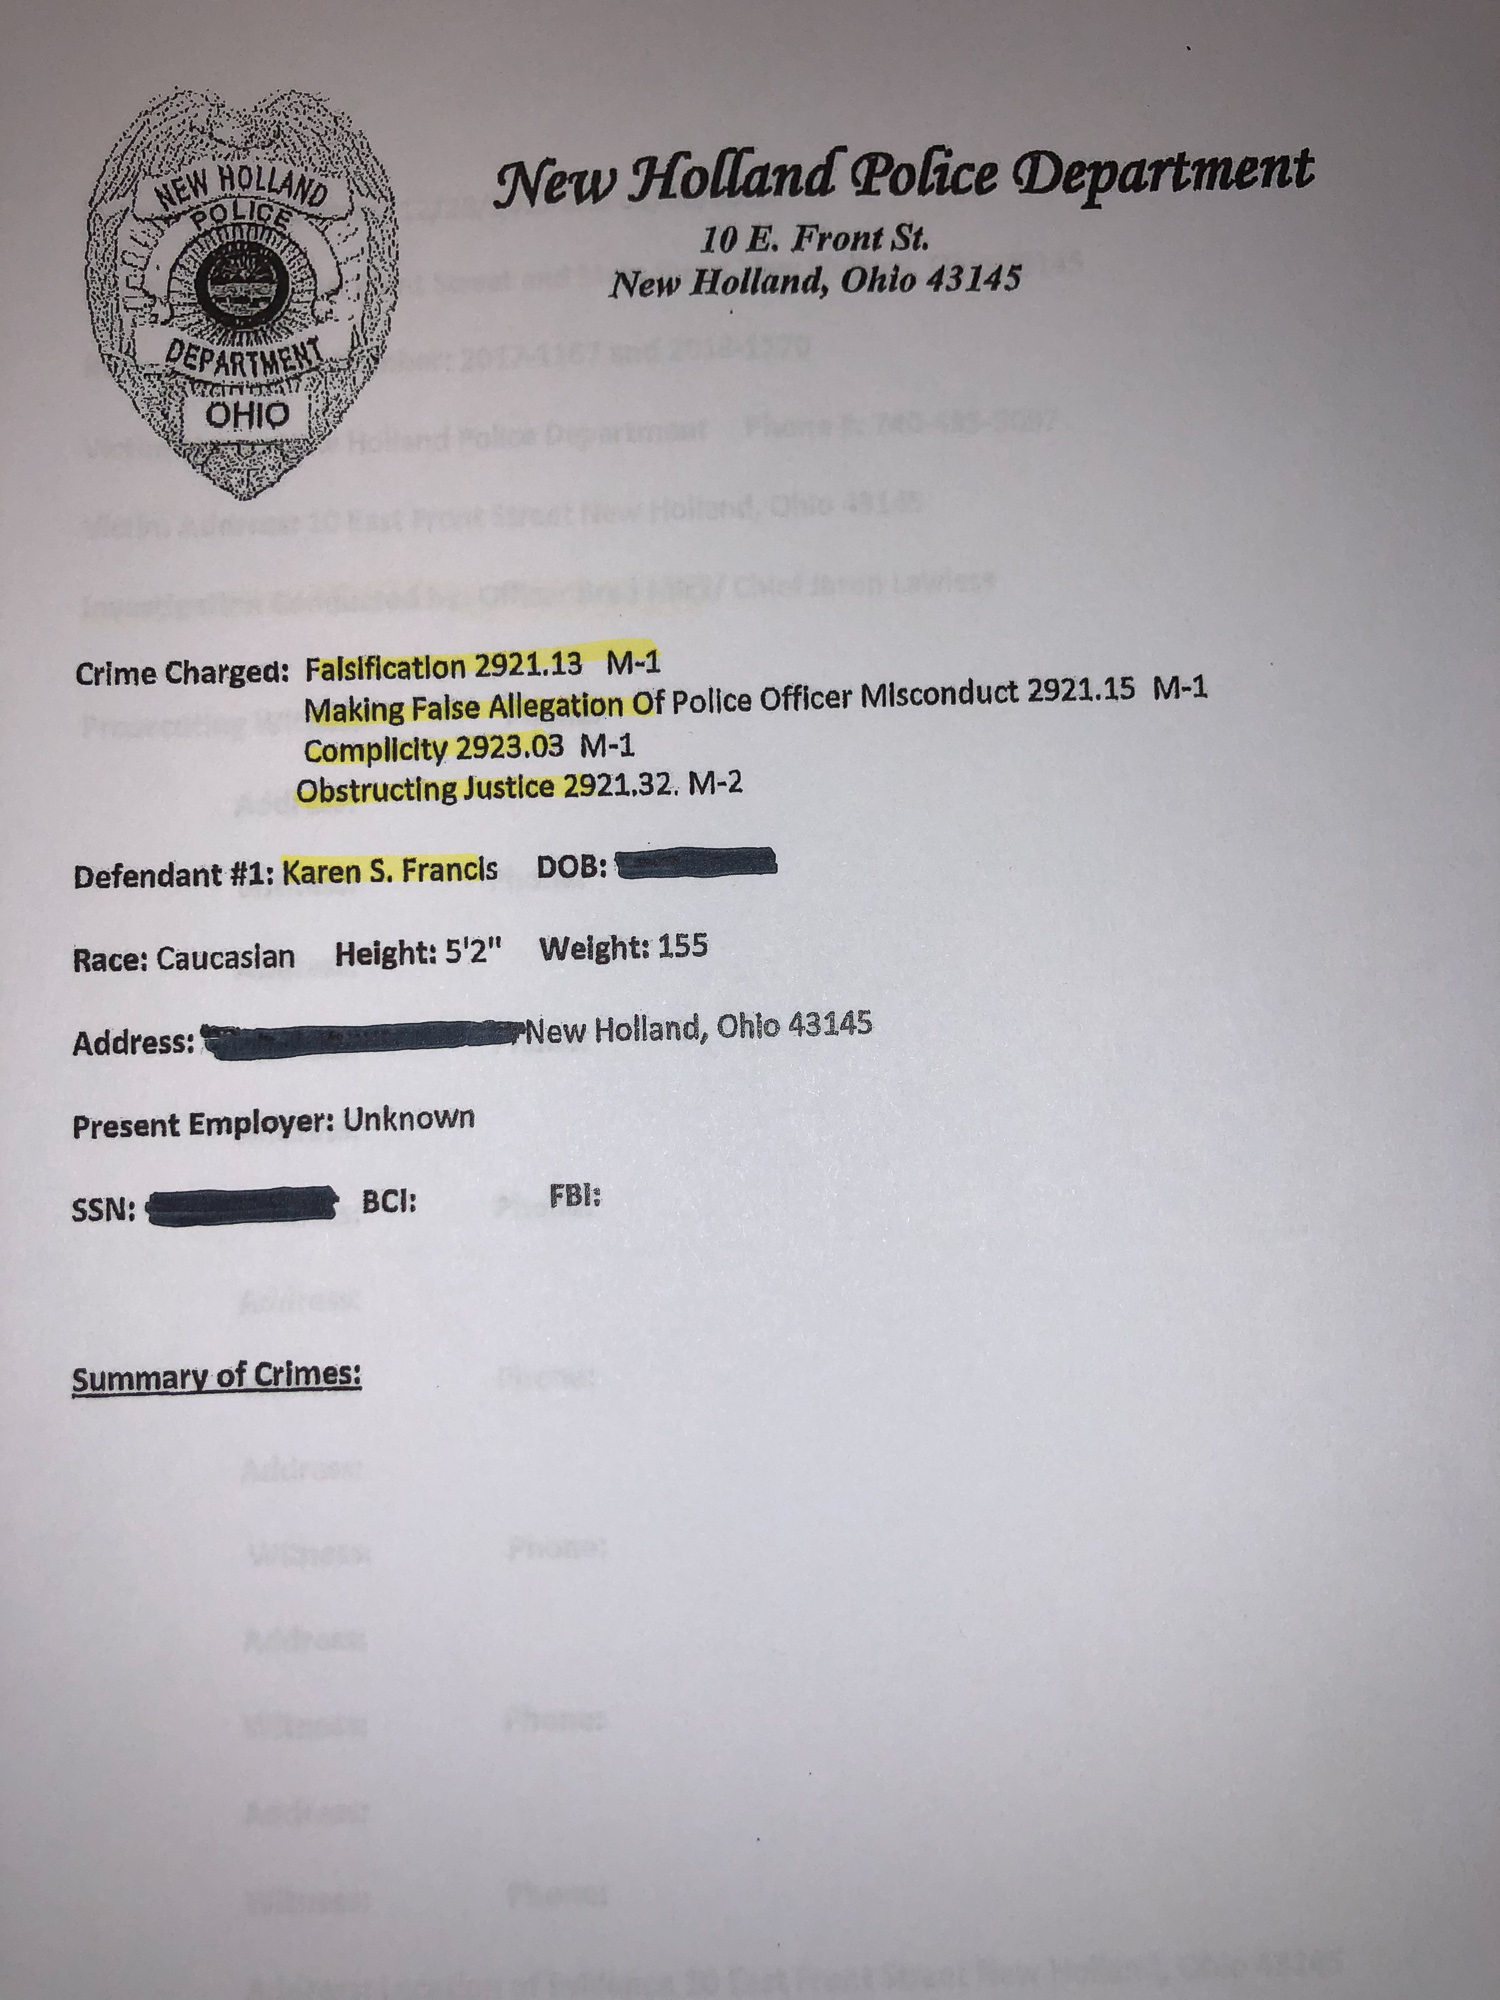 NEW HOLLAND
POLICE
DEPARTMENT
OHIO
New Holland Police Department
10 E. Front St.
New Holland, Ohio 43145
Crime Charged: Falsification 2921.13 M-1
Making False Allegation Of Police Officer Misconduct 2921.15 M-1
Complicity 2923.03 M-1
Obstructing Justice 2921.32. M-2
Defendant #1: Karen S. Francis DOB:
Race: Caucasian Height: 5'2" Weight: 155
Address: New Holland, Ohio 43145
Present Employer: Unknown
SSN: BCI: FBI:
Summary of Crimes: